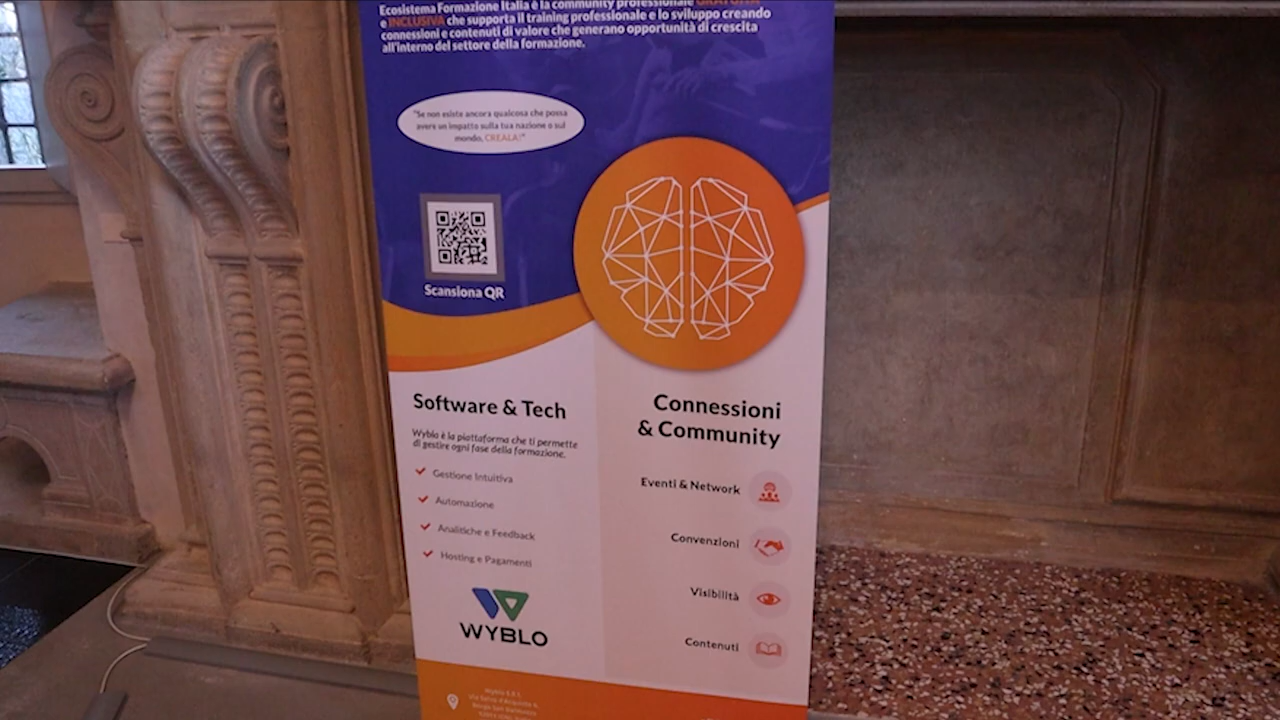 Ecosistema Formazione Italia è la community professionale GRATUITA
e INCLUSIVA che supporta il training professionale e lo sviluppo creando
connessioni e contenuti di valore che generano opportunità di crescita
all'interno del settore della formazione.
"Se non esiste ancora qualcosa che possa
avere un impatto sulla tua nazione o sul
mondo, CREALA!"
Scansiona QR
Software & Tech
Wyblo è la piattaforma che ti permette
di gestire ogni fase della formazione.
Gestione Intuitiva
Automazione
Analitiche e Feedback
Hosting e Pagamenti
WYBLO
Connessioni
& Community
Eventi & Network
Convenzioni
Visibilità
Contenuti
Wyblo S.R.L.